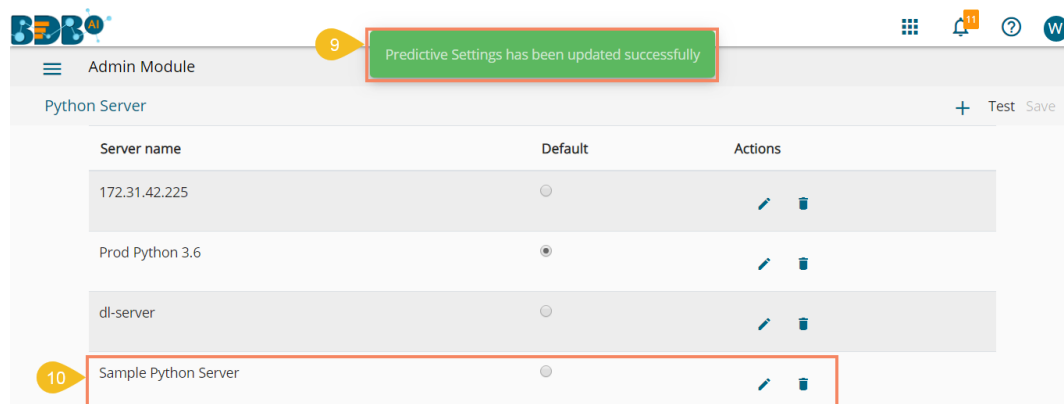 BDB AI
11
W
9
Predictive Settings has been updated successfully
Admin Module
Python Server
+ Test Save
Server name Default Actions
172.31.42.225
Prod Python 3.6
dl-server
10
Sample Python Server